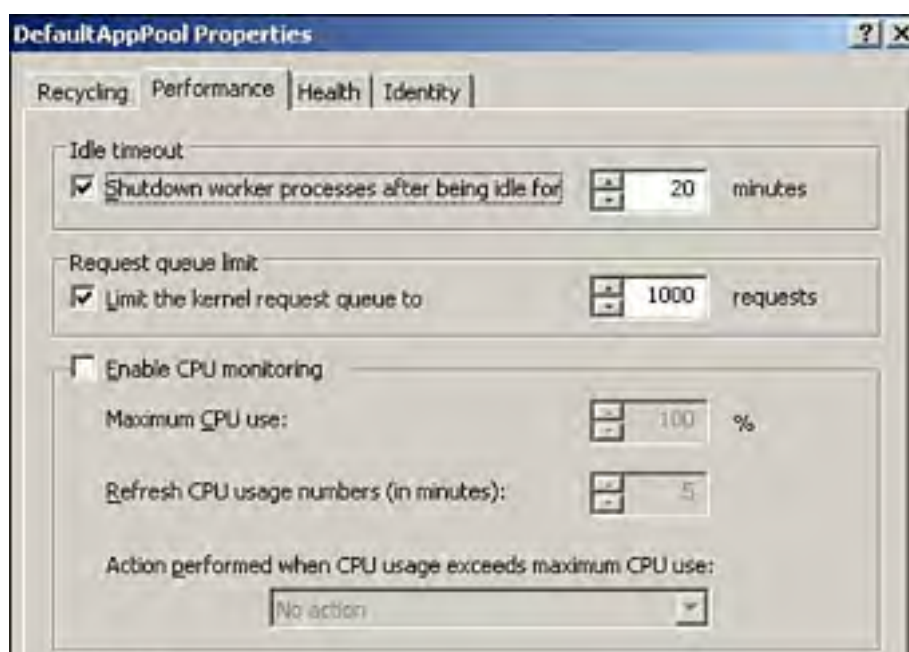 DefaultAppPool Properties
Recycling Performance Health Identity
Idle timeout
Shutdown worker processes after being idle for 20 minutes
Request queue limit
Limit the kernel request queue to 1000 requests
Enable CPU monitoring
Maximum CPU use: 100 %
Refresh CPU usage numbers (in minutes): 5
Action performed when CPU usage exceeds maximum CPU use:
No action